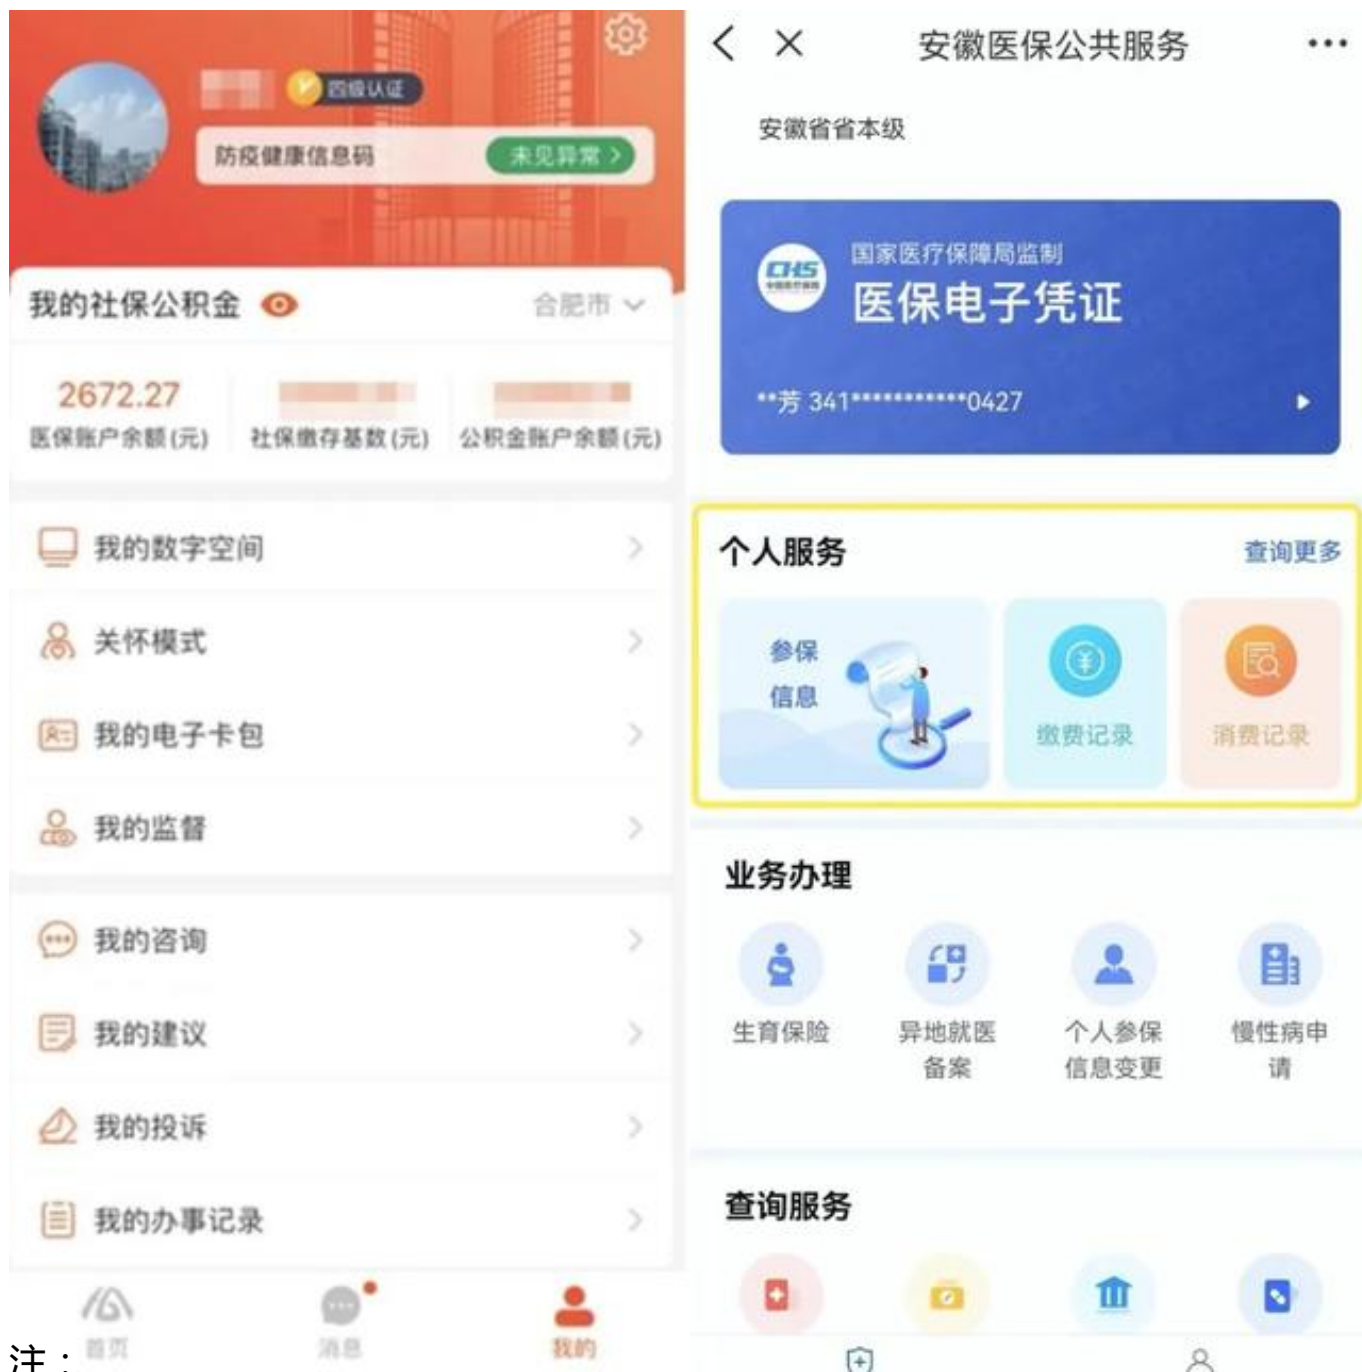 四级认证
防疫健康信息码
未见异常 >
我的社保公积金
合肥市
2672.27
医保账户余额(元)
社保缴存基数(元)
公积金账户余额(元)
我的数字空间
关怀模式
我的电子卡包
我的监督
我的咨询
我的建议
我的投诉
我的办事记录
首页
消息
我的
注：
安徽医保公共服务
安徽省省本级
CHS
国家医疗保障局监制
医保电子凭证
**芳 341***********0427
个人服务
查询更多
参保
信息
缴费记录
消费记录
业务办理
生育保险
异地就医
备案
个人参保
信息变更
慢性病申
请
查询服务